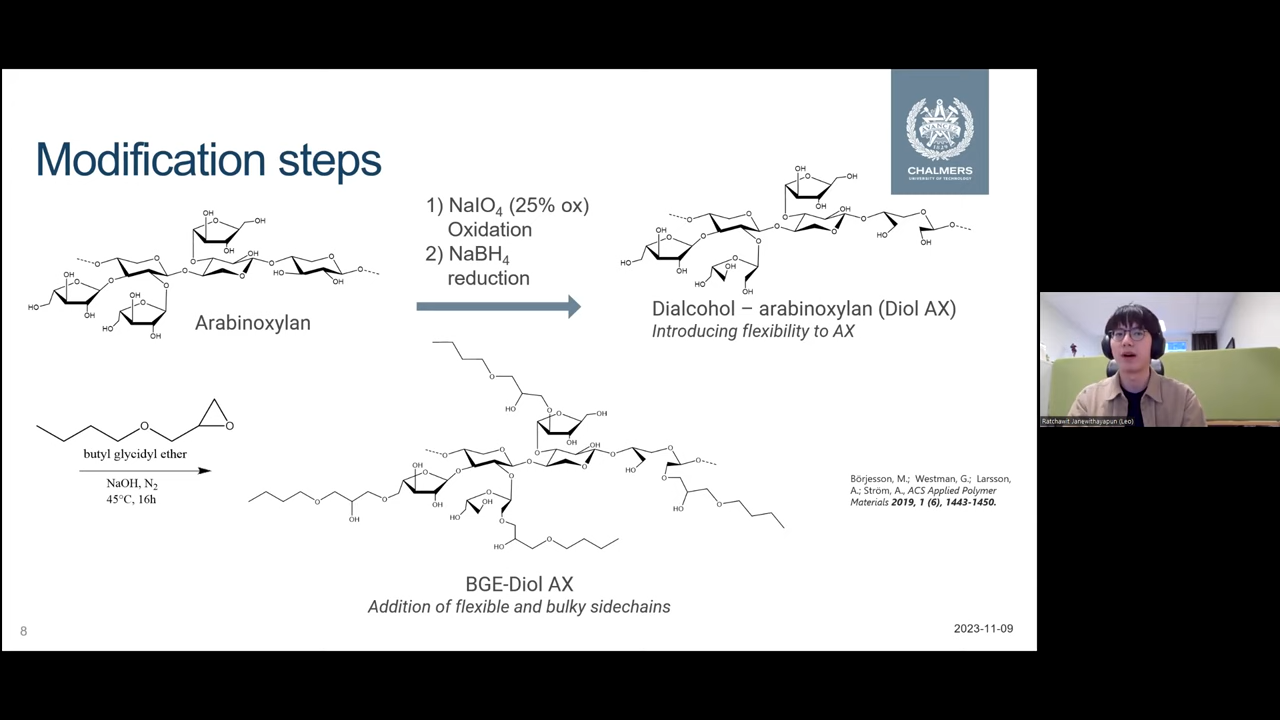 Modification steps
CHALMERS
UNIVERSITY OF TECHNOLOGY
AVANCEZ
1829
1) NaIO4 (25% ox)
Oxidation
2) NaBH4
reduction
Arabinoxylan
Dialcohol – arabinoxylan (Diol AX)
Introducing flexibility to AX
butyl glycidyl ether
NaOH, N2
45°C, 16h
BGE-Diol AX
Addition of flexible and bulky sidechains
Börjesson, M.; Westman, G.; Larsson,
A.; Ström, A., ACS Applied Polymer
Materials 2019, 1 (6), 1443-1450.
8
2023-11-09
Ratchawit Janewithayapun (Leo)